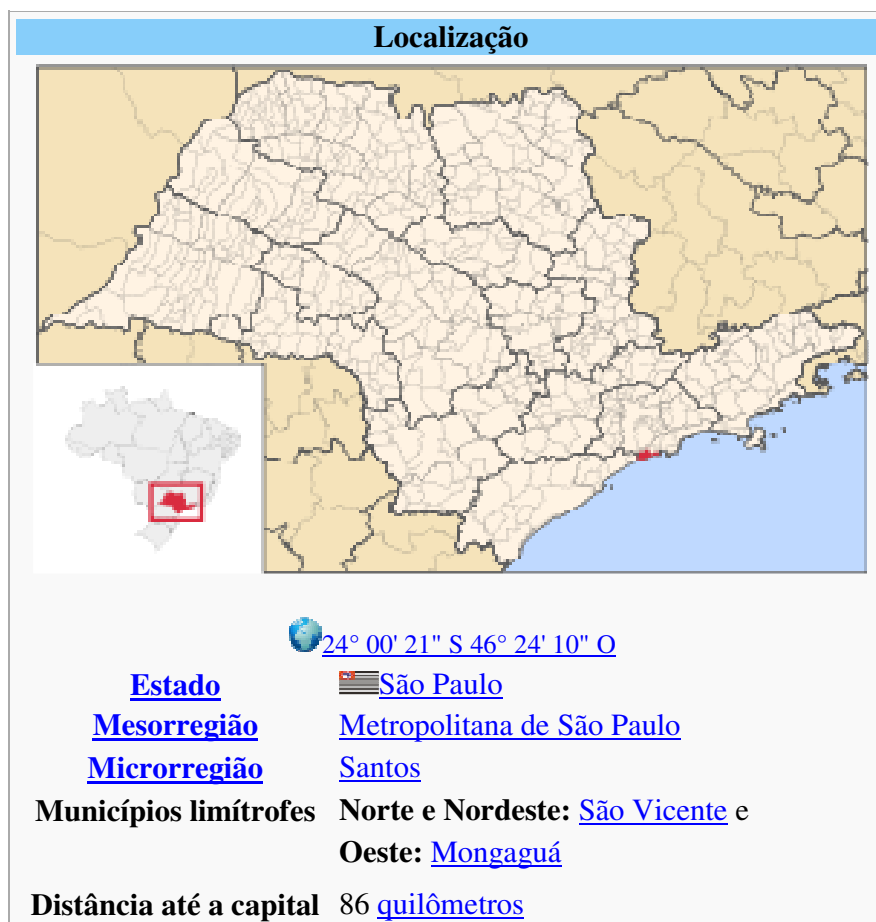 Localização
24° 00' 21" S 46° 24' 10" O
Estado São Paulo
Mesorregião Metropolitana de São Paulo
Microrregião Santos
Municípios limítrofes Norte e Nordeste: São Vicente e
Oeste: Mongaguá
Distância até a capital 86 quilômetros